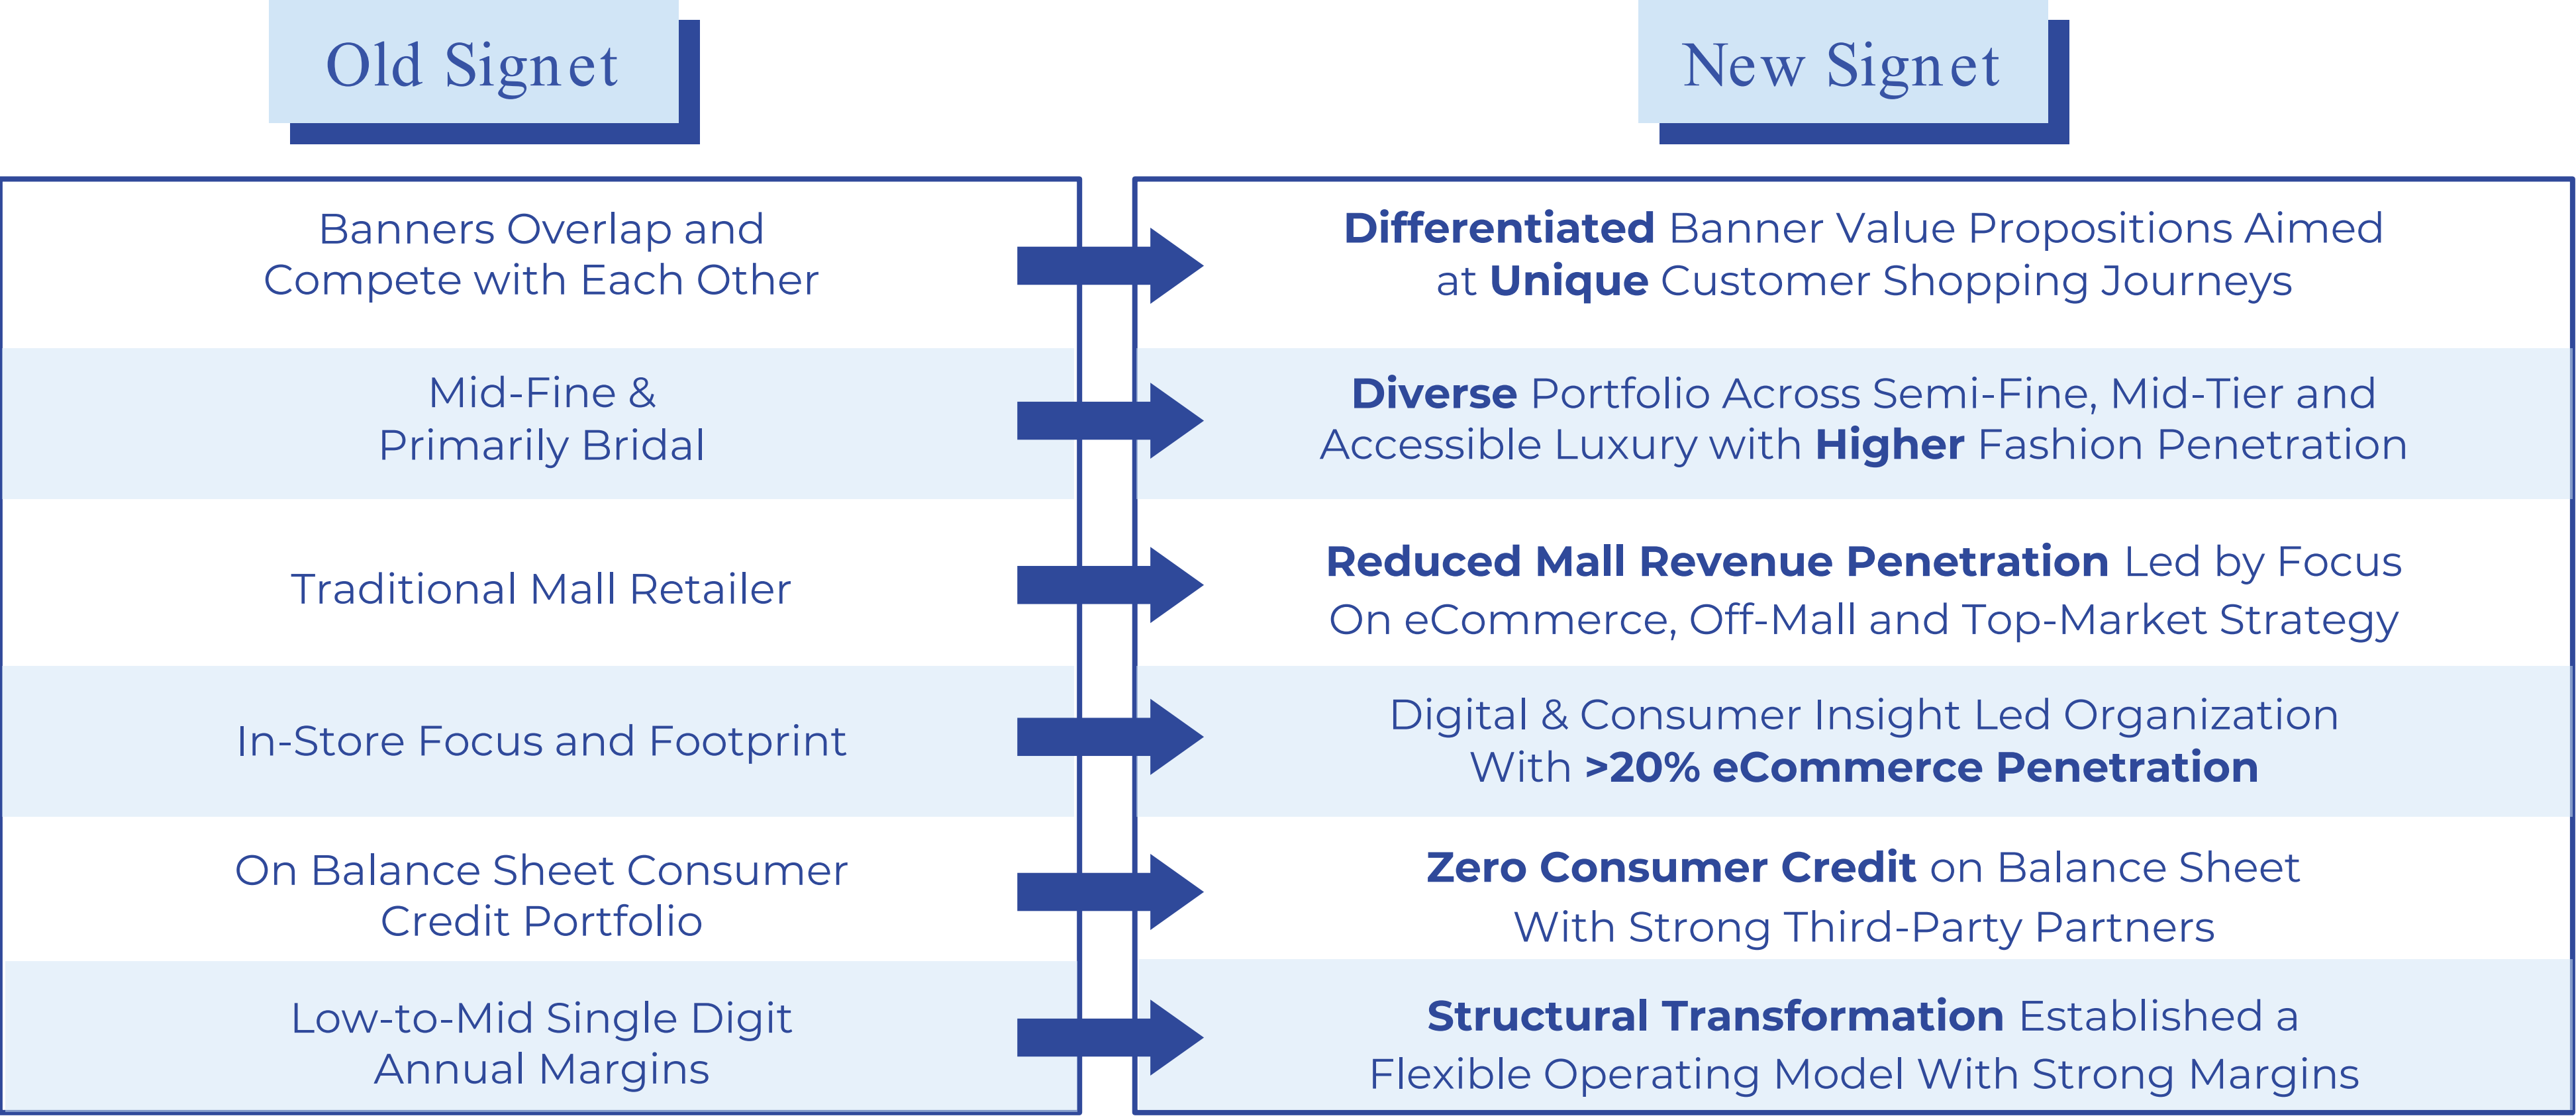 Old Signet
New Signet
Banners Overlap and
Compete with Each Other
Differentiated Banner Value Propositions Aimed
at Unique Customer Shopping Journeys
Mid-Fine &
Primarily Bridal
Diverse Portfolio Across Semi-Fine, Mid-Tier and
Accessible Luxury with Higher Fashion Penetration
Traditional Mall Retailer
Reduced Mall Revenue Penetration Led by Focus
On eCommerce, Off-Mall and Top-Market Strategy
In-Store Focus and Footprint
Digital & Consumer Insight Led Organization
With >20% eCommerce Penetration
On Balance Sheet Consumer
Credit Portfolio
Zero Consumer Credit on Balance Sheet
With Strong Third-Party Partners
Low-to-Mid Single Digit
Annual Margins
Structural Transformation Established a
Flexible Operating Model With Strong Margins